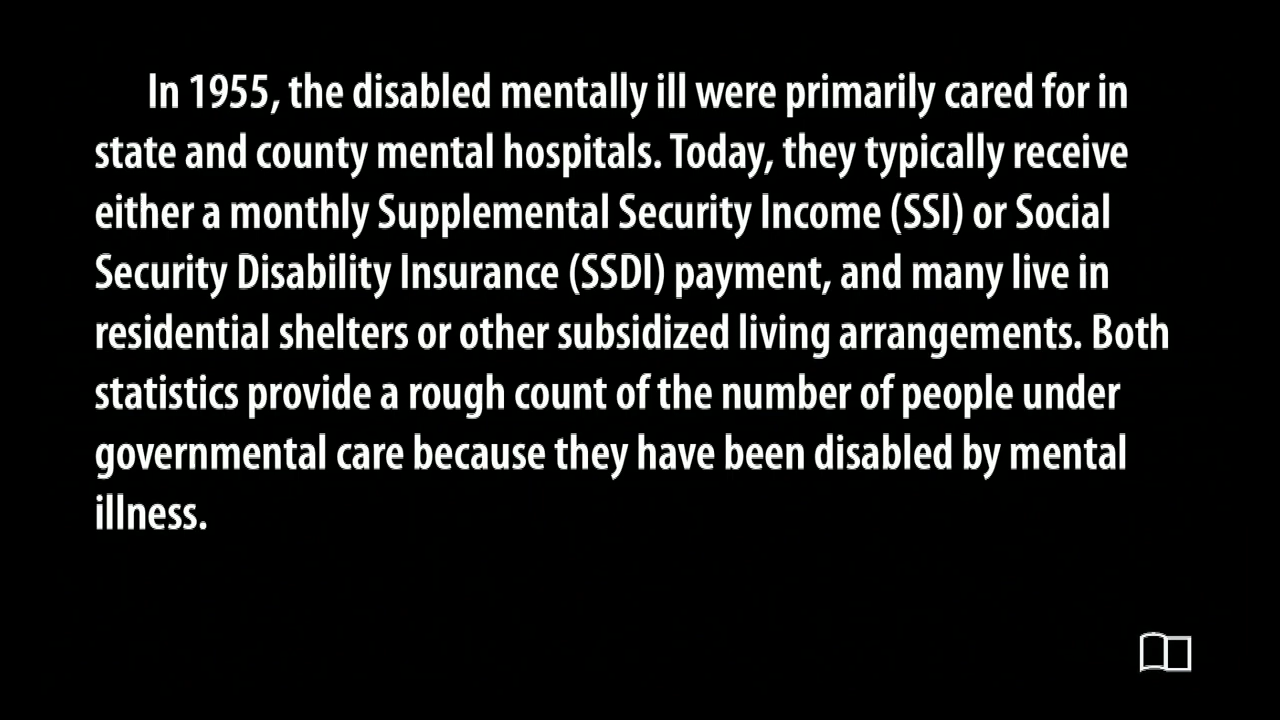 In 1955, the disabled mentally ill were primarily cared for in
state and county mental hospitals. Today, they typically receive
either a monthly Supplemental Security Income (SSI) or Social
Security Disability Insurance (SSDI) payment, and many live in
residential shelters or other subsidized living arrangements. Both
statistics provide a rough count of the number of people under
governmental care because they have been disabled by mental
illness.